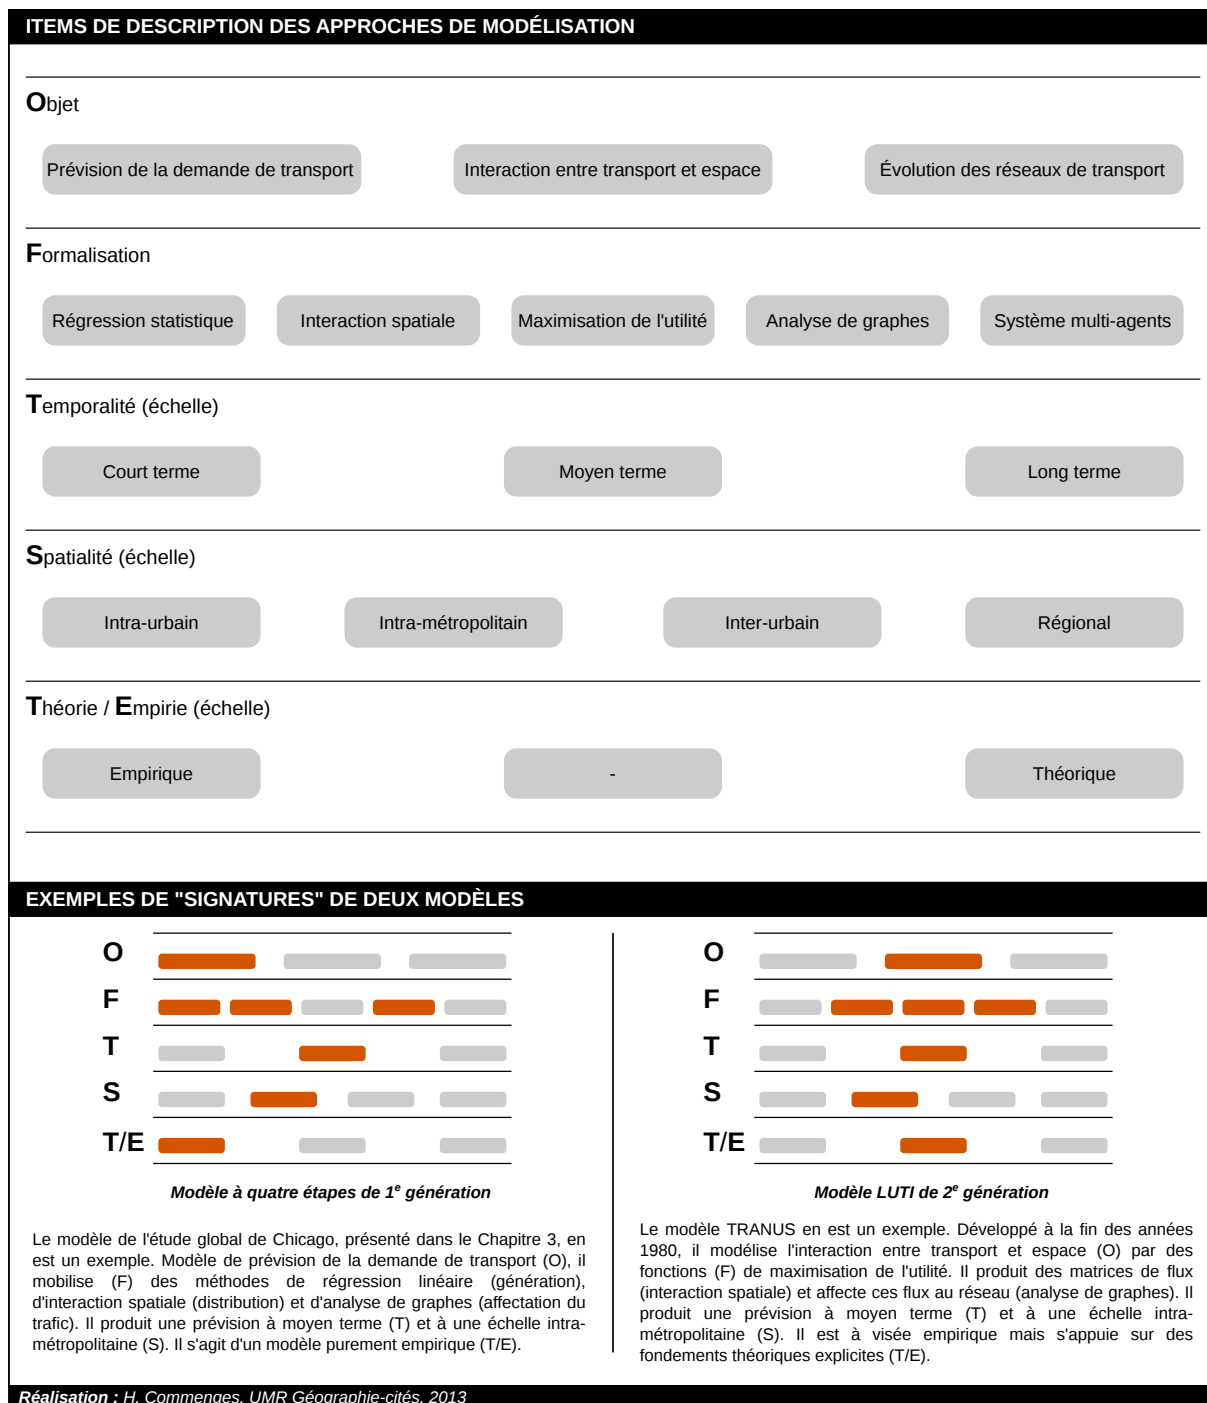 ITEMS DE DESCRIPTION DES APPROCHES DE MODÉLISATION
Objet
Prévision de la demande de transport
Interaction entre transport et espace
Évolution des réseaux de transport
Formalisation
Régression statistique
Interaction spatiale
Maximisation de l'utilité
Analyse de graphes
Système multi-agents
Temporalité (échelle)
Court terme
Moyen terme
Long terme
Spatialité (échelle)
Intra-urbain
Intra-métropolitain
Inter-urbain
Régional
Théorie / Empirie (échelle)
Empirique
-
Théorique
EXEMPLES DE "SIGNATURES" DE DEUX MODÈLES
O
F
T
S
T/E
Modèle à quatre étapes de 1e génération
Le modèle de l'étude global de Chicago, présenté dans le Chapitre 3, en
est un exemple. Modèle de prévision de la demande de transport (O), il
mobilise (F) des méthodes de régression linéaire (génération),
d'interaction spatiale (distribution) et d'analyse de graphes (affectation du
trafic). Il produit une prévision à moyen terme (T) et à une échelle intra-
métropolitaine (S). Il s'agit d'un modèle purement empirique (T/E).
O
F
T
S
T/E
Modèle LUTI de 2e génération
Le modèle TRANUS en est un exemple. Développé à la fin des années
1980, il modélise l'interaction entre transport et espace (O) par des
fonctions (F) de maximisation de l'utilité. Il produit des matrices de flux
(interaction spatiale) et affecte ces flux au réseau (analyse de graphes). Il
produit une prévision à moyen terme (T) et à une échelle intra-
métropolitaine (S). Il est à visée empirique mais s'appuie sur des
fondements théoriques explicites (T/E).
Réalisation : H. Commenges, UMR Géographie-cités, 2013